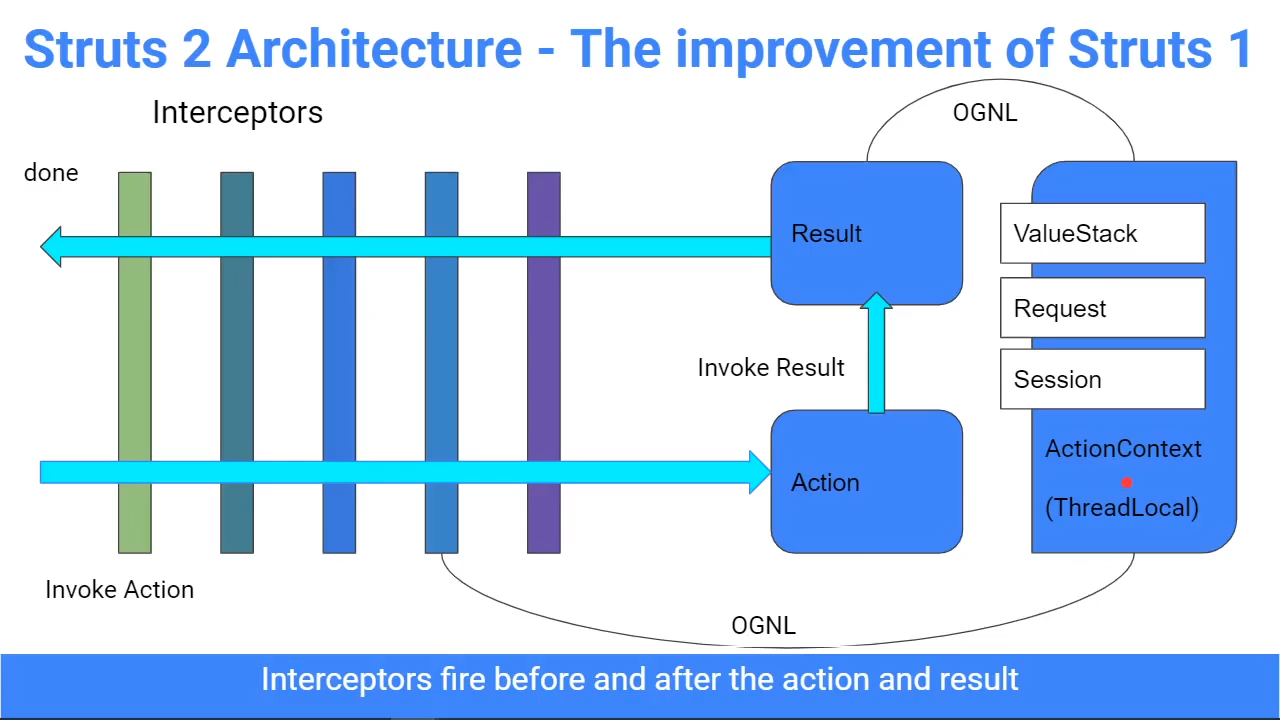 Struts 2 Architecture - The improvement of Struts 1
Interceptors
OGNL
done
Result
ValueStack
Request
Invoke Result
Session
ActionContext
Action
(ThreadLocal)
Invoke Action
OGNL
Interceptors fire before and after the action and result